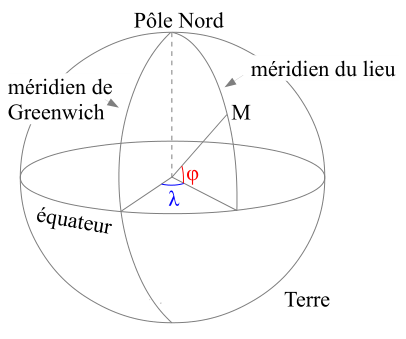 Pôle Nord
méridien de
Greenwich
méridien du lieu
M
φ
λ
équateur
Terre